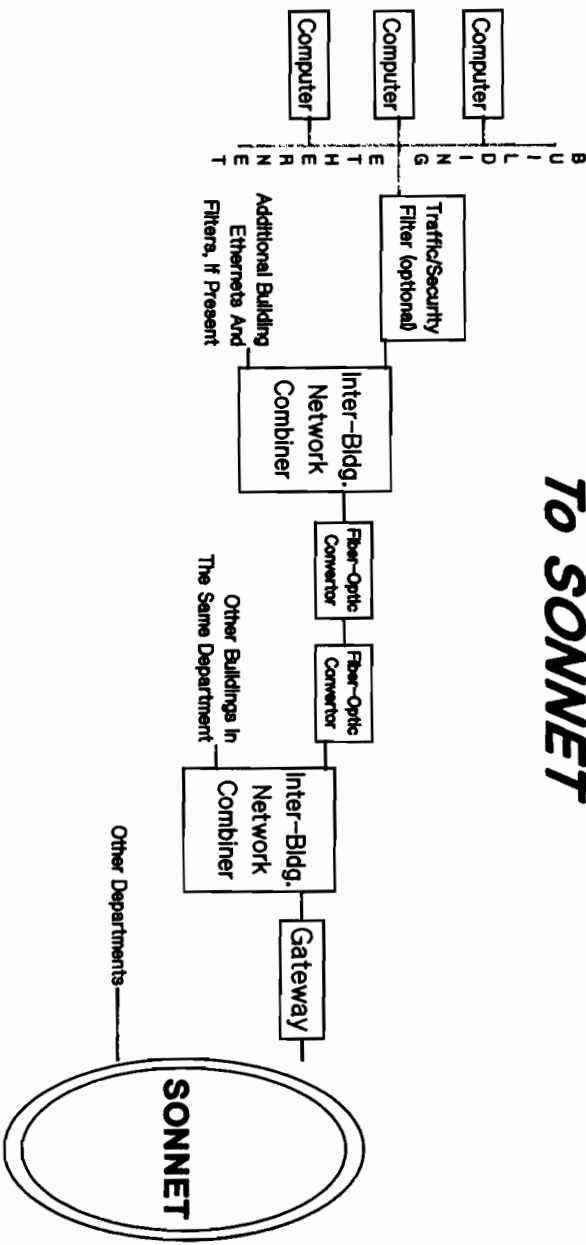 To SONNET
Computer
Computer
Computer
BUILDING ETHERNET
Traffic/Security
Filter (optional)
Additional Building
Ethernets And
Filters, If Present
Inter-Bldg.
Network
Combiner
Fiber-Optic
Convertor
Fiber-Optic
Convertor
Other Buildings In
The Same Department
Inter-Bldg.
Network
Combiner
Gateway
Other Departments
SONNET